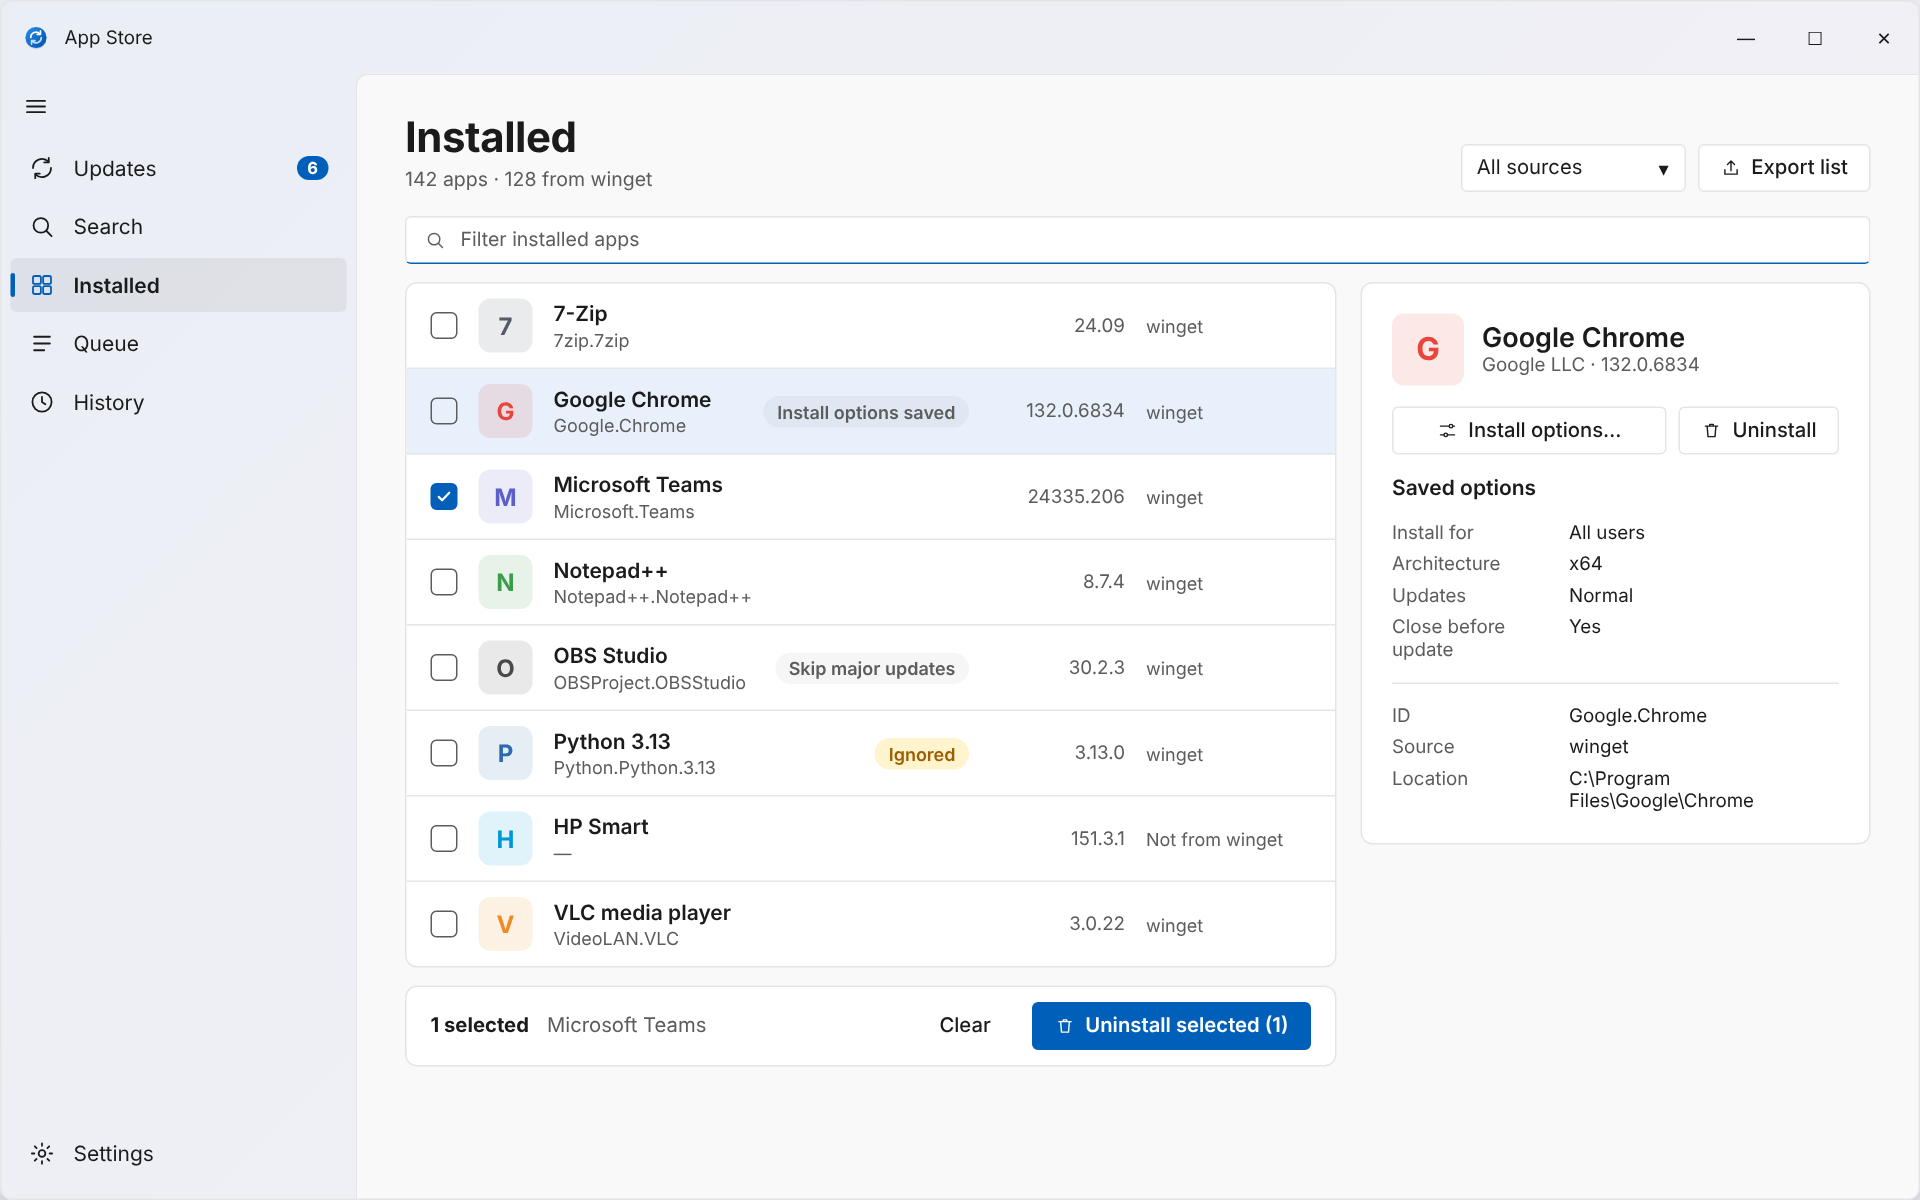 App Store
Updates
6
Search
Installed
Queue
History
Settings
Installed
142 apps · 128 from winget
All sources
Export list
Filter installed apps
7
7-Zip
7zip.7zip
24.09
winget
G
Google Chrome
Google.Chrome
Install options saved
132.0.6834
winget
M
Microsoft Teams
Microsoft.Teams
24335.206
winget
N
Notepad++
Notepad++.Notepad++
8.7.4
winget
O
OBS Studio
OBSProject.OBSStudio
Skip major updates
30.2.3
winget
P
Python 3.13
Python.Python.3.13
Ignored
3.13.0
winget
H
HP Smart
—
151.3.1
Not from winget
V
VLC media player
VideoLAN.VLC
3.0.22
winget
1 selected
Microsoft Teams
Clear
Uninstall selected (1)
G
Google Chrome
Google LLC · 132.0.6834
Install options...
Uninstall
Saved options
Install for
All users
Architecture
x64
Updates
Normal
Close before
update
Yes
ID
Google.Chrome
Source
winget
Location
C:\Program
Files\Google\Chrome